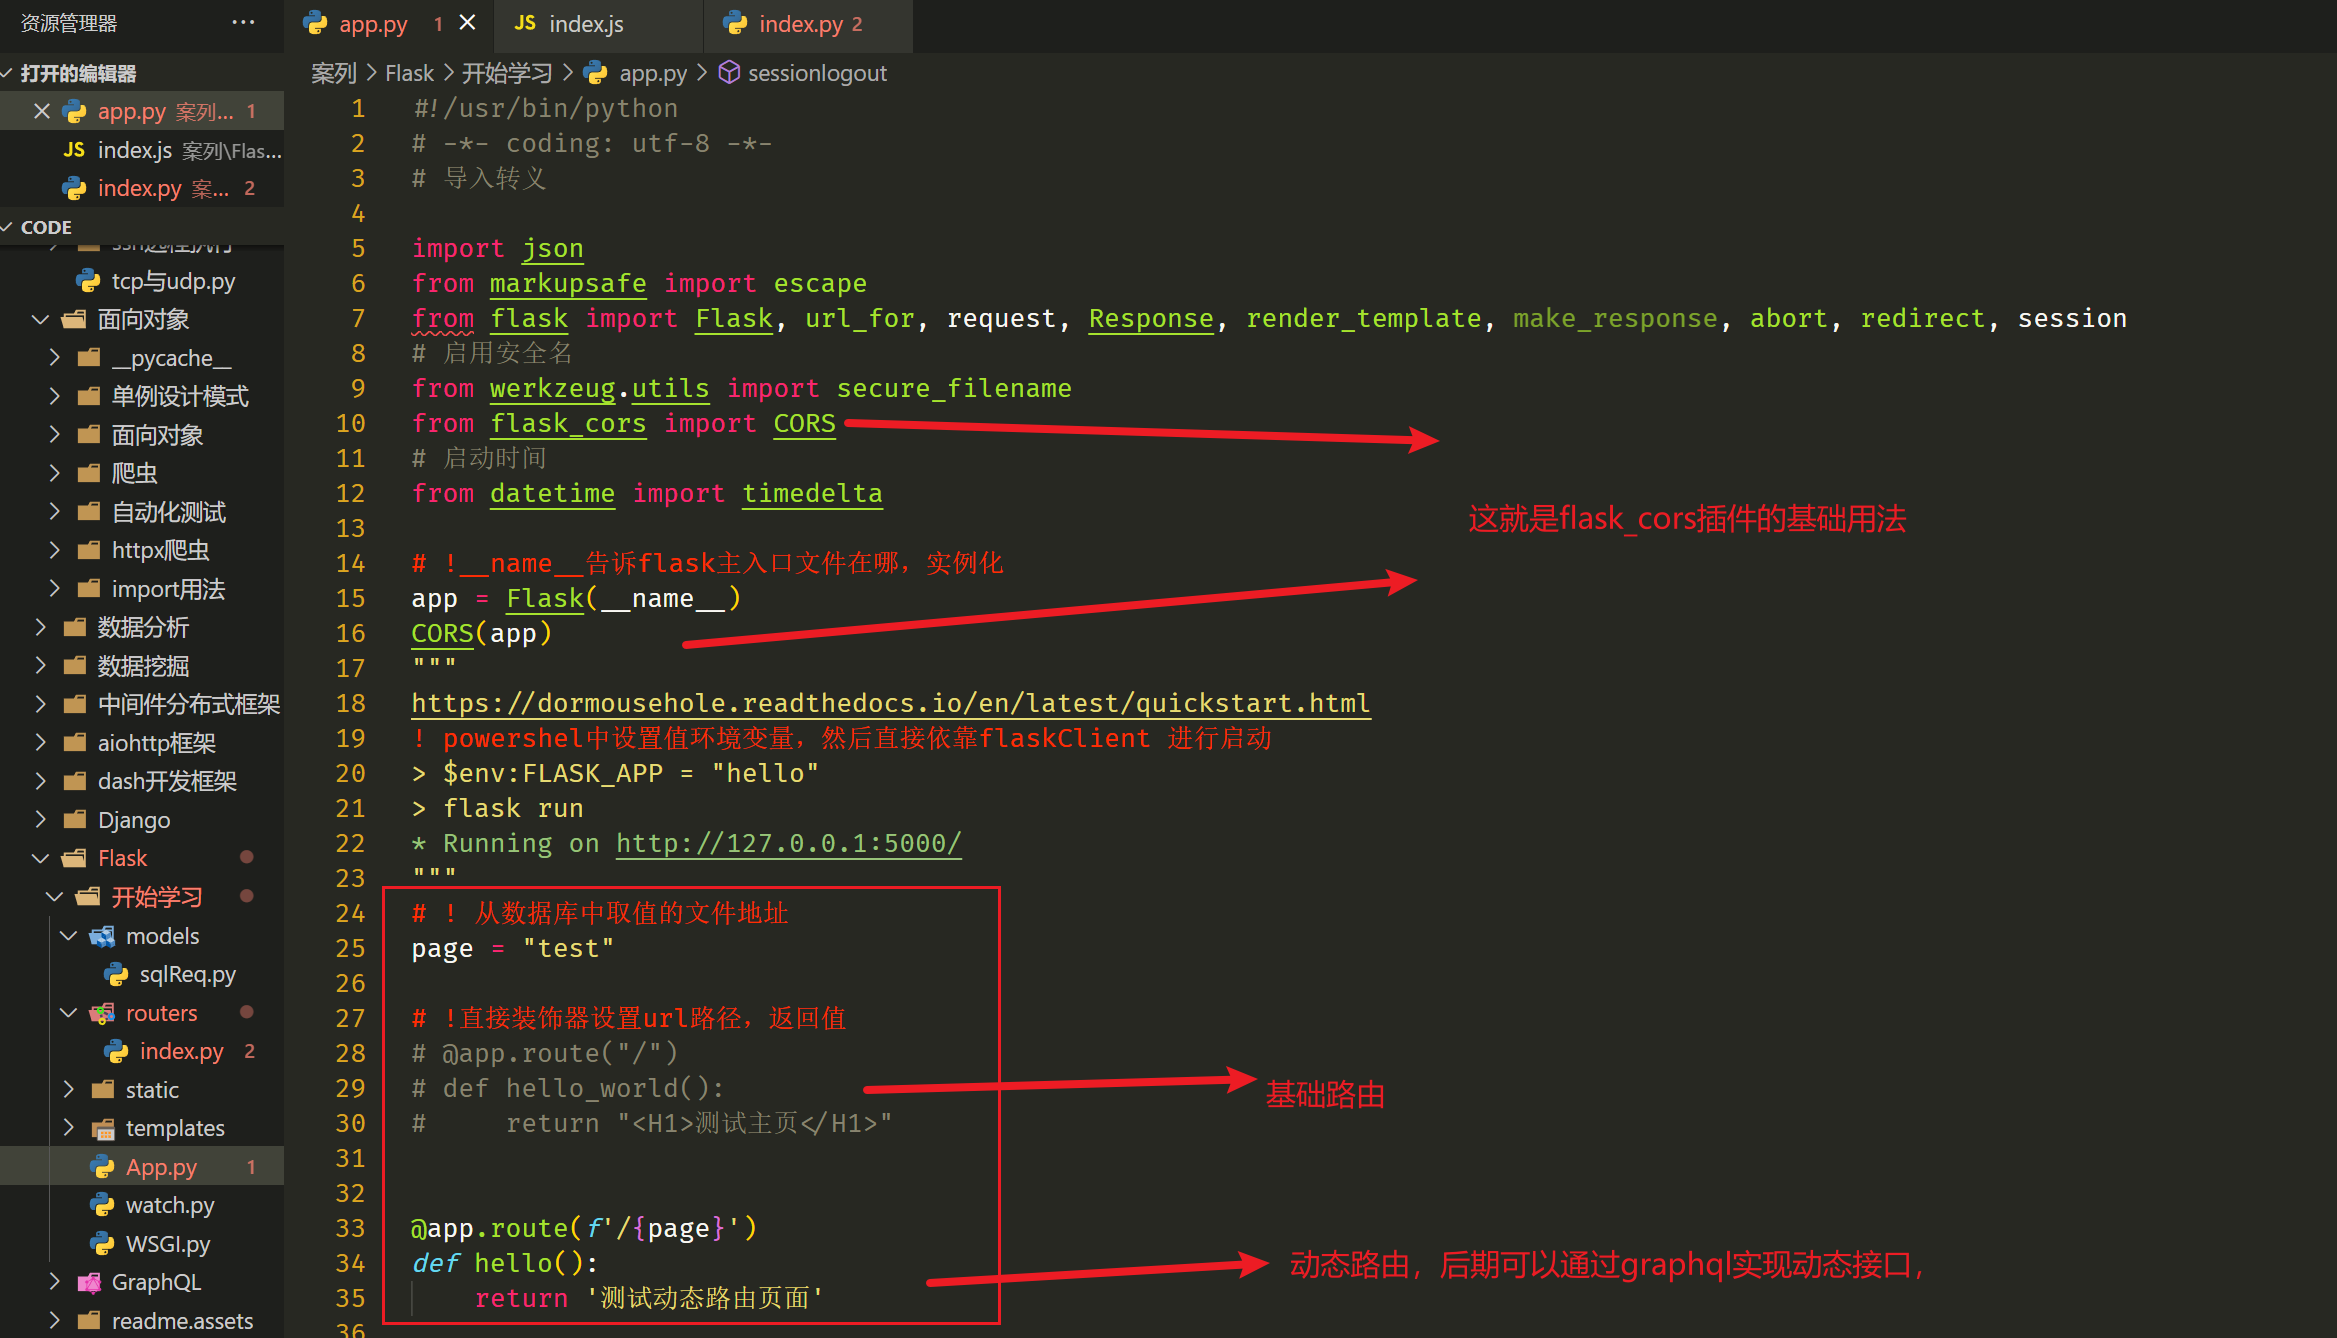 资源管理器 ···
打开的编辑器
app.py 案列... 1
JS index.js 案列\Flas...
index.py 案... 2
CODE
tcp与udp.py
面向对象
__pycache__
单例设计模式
面向对象
爬虫
自动化测试
httpx爬虫
import用法
数据分析
数据挖掘
中间件分布式框架
aiohttp框架
dash开发框架
Django
Flask
开始学习
models
sqlReq.py
routers
index.py 2
static
templates
App.py 1
watch.py
WSGI.py
GraphQL
readme.assets
app.py 1 JS index.js index.py 2
案列 > Flask > 开始学习 > app.py > sessionlogout
1 #!/usr/bin/python
2 # -*- coding: utf-8 -*-
3 # 导入转义
4
5 import json
6 from markupsafe import escape
7 from flask import Flask, url_for, request, Response, render_template, make_response, abort, redirect, session
8 # 启用安全名
9 from werkzeug.utils import secure_filename
10 from flask_cors import CORS
11 # 启动时间
12 from datetime import timedelta
13
14 # !__name__告诉flask主入口文件在哪，实例化
15 app = Flask(__name__)
16 CORS(app)
17 """
18 https://dormousehole.readthedocs.io/en/latest/quickstart.html
19 ! powershel中设置值环境变量，然后直接依靠flaskClient 进行启动
20 > $env:FLASK_APP = "hello"
21 > flask run
22 * Running on http://127.0.0.1:5000/
23 """
24 # ! 从数据库中取值的文件地址
25 page = "test"
26
27 # !直接装饰器设置url路径，返回值
28 # @app.route("/")
29 # def hello_world():
30 #     return "<H1>测试主页</H1>"
31
32
33 @app.route(f'/{page}')
34 def hello():
35     return '测试动态路由页面'
36
这就是flask_cors插件的基础用法
基础路由
动态路由，后期可以通过graphql实现动态接口，